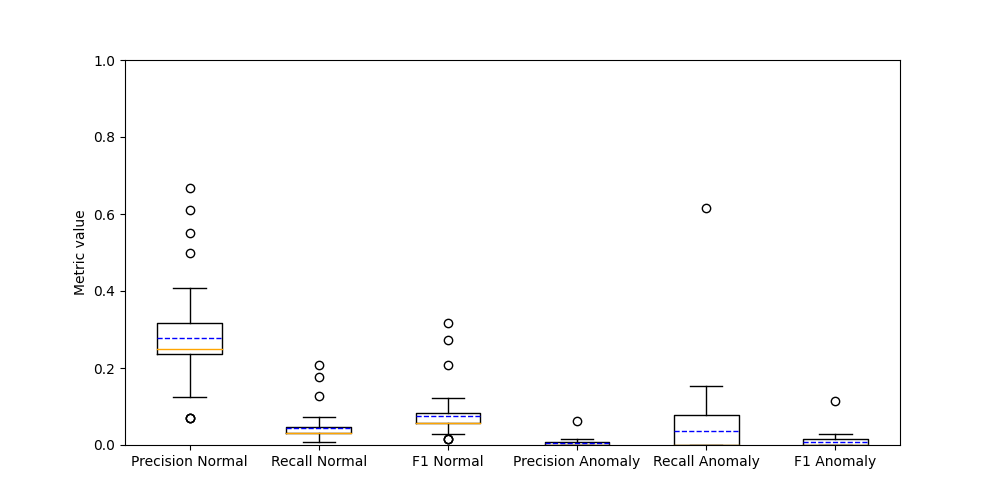 1.0
0.8
0.6
0.4
0.2
0.0
Metric value
Precision Normal
Recall Normal
F1 Normal
Precision Anomaly
Recall Anomaly
F1 Anomaly